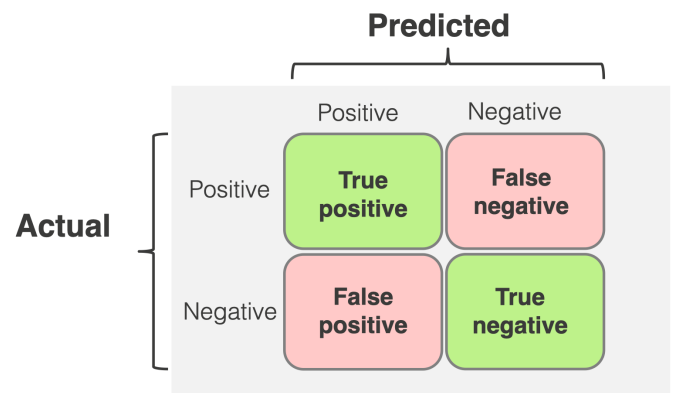 Predicted
Positive Negative
Positive
True
positive
False
negative
Actual
Negative
False
positive
True
negative